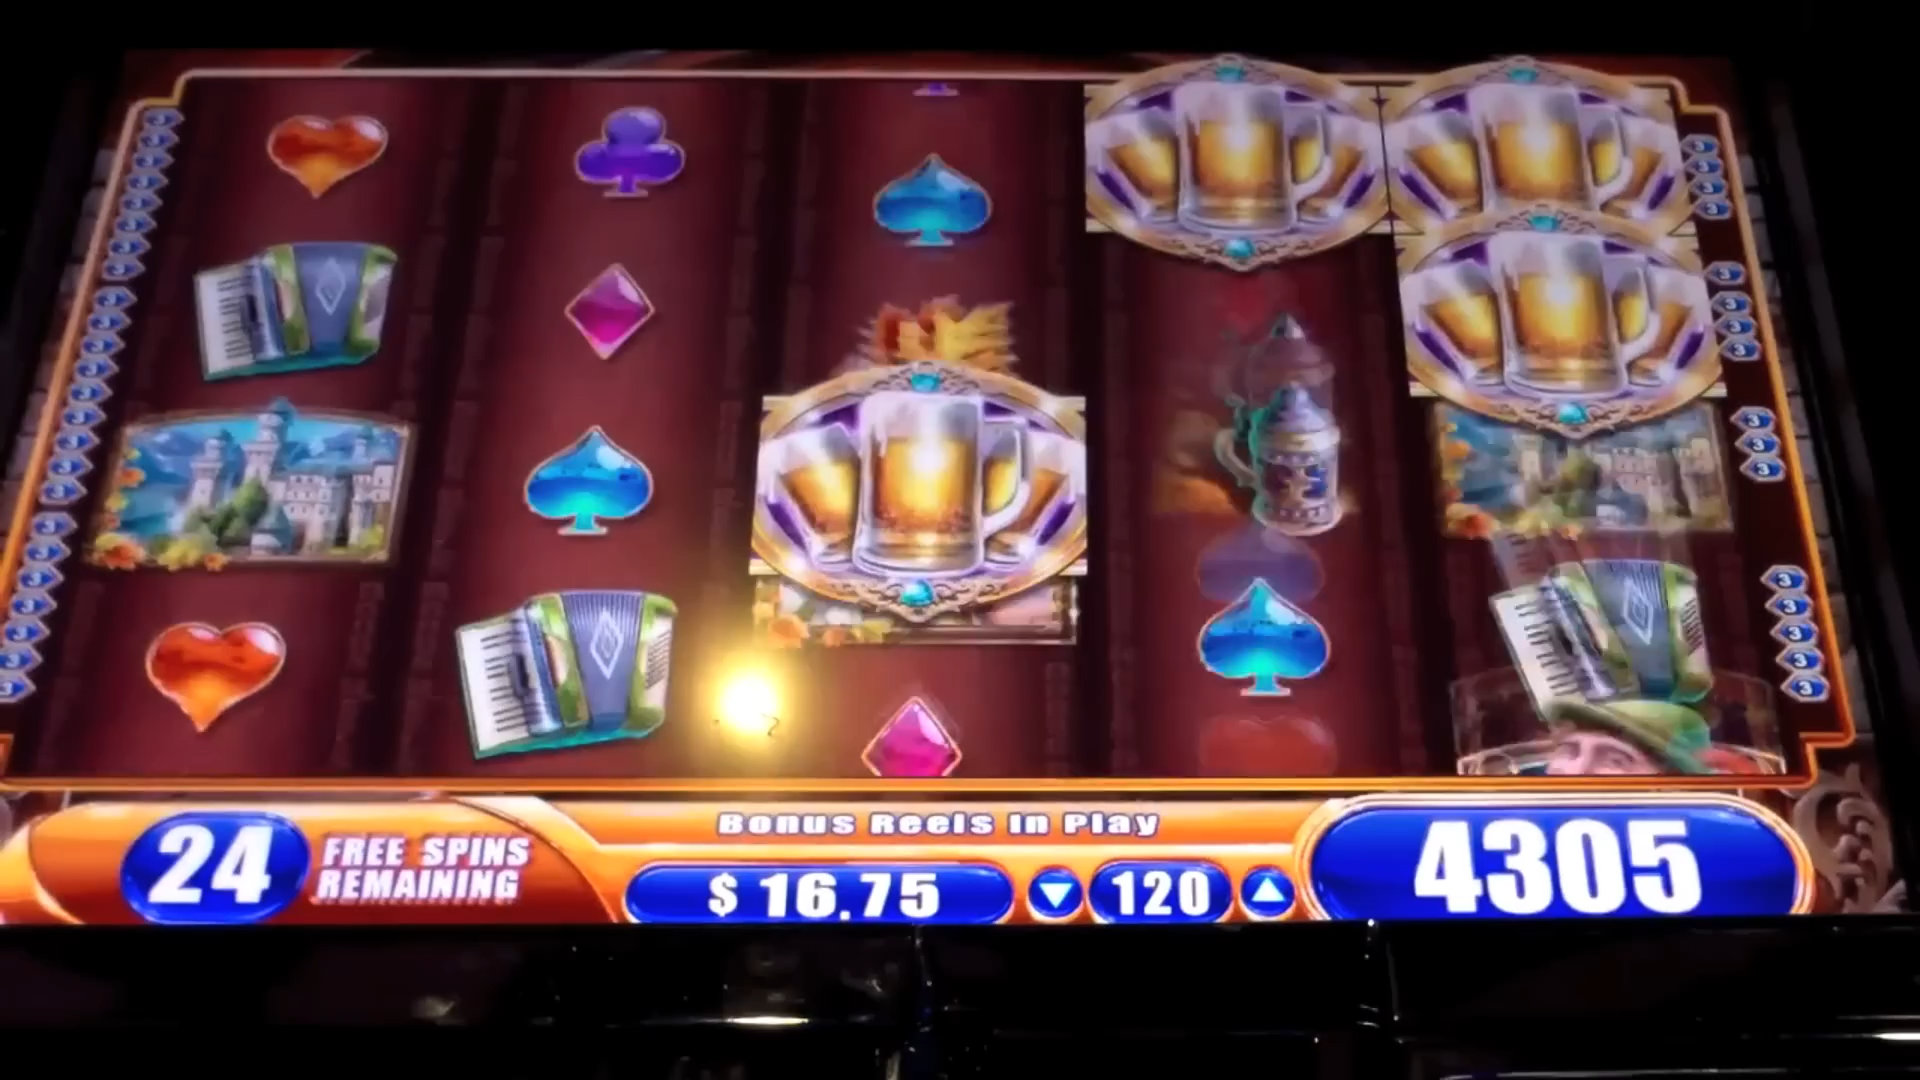 24
FREE SPINS
REMAINING
Bonus Reels In Play
$ 16.75
120
4305